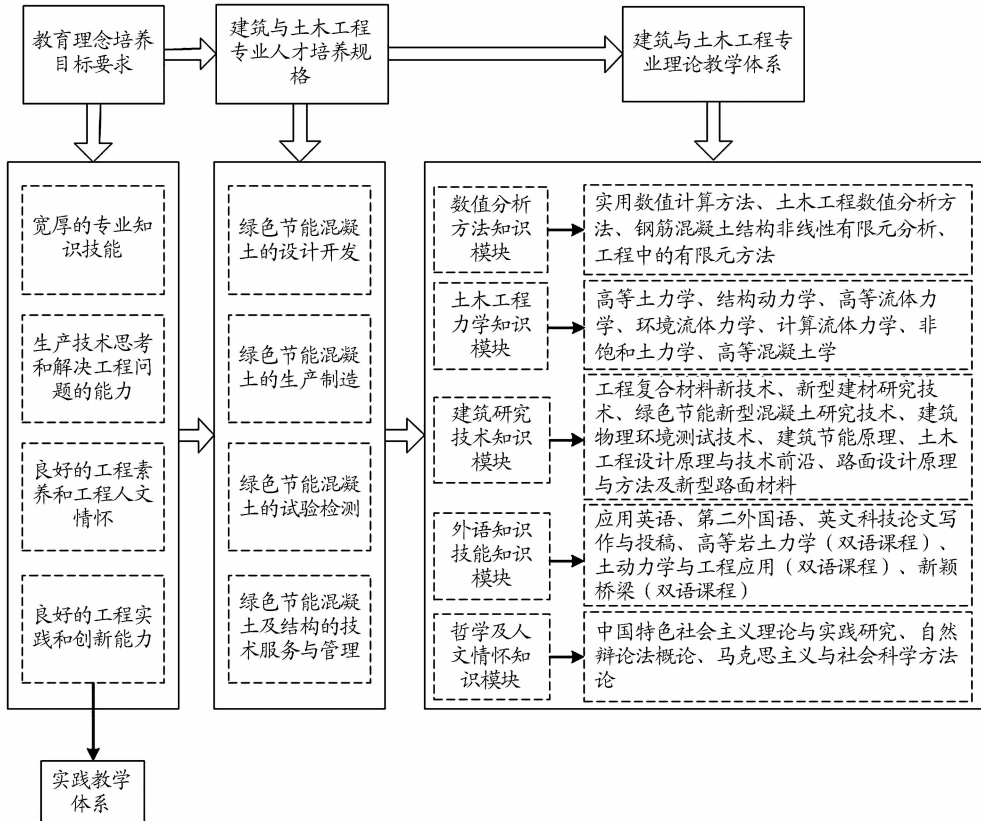 教育理念培养
目标要求
建筑与土木工程
专业人才培养规
格
建筑与土木工程专
业理论教学体系
宽厚的专业知
识技能
生产技术思考
和解决工程问
题的能力
良好的工程素
养和工程人文
情怀
良好的工程实
践和创新能力
实践教学
体系
绿色节能混凝
土的设计开发
绿色节能混凝
土的生产制造
绿色节能混凝
土的试验检测
绿色节能混凝
土及结构的技
术服务与管理
数值分析
方法知识
模块
实用数值计算方法、土木工程数值分析方
法、钢筋混凝土结构非线性有限元分析、
工程中的有限元方法
土木工程
力学知识
模块
高等土力学、结构动力学、高等流体力
学、环境流体力学、计算流体力学、非
饱和土力学、高等混凝土学
建筑研究
技术知识
模块
工程复合材料新技术、新型建材研究技
术、绿色节能新型混凝土研究技术、建筑
物理环境测试技术、建筑节能原理、土木
工程设计原理与技术前沿、路面设计原理
与方法及新型路面材料
外语知识
技能知识
模块
应用英语、第二外国语、英文科技论文写
作与投稿、高等岩土力学（双语课程）、
土动力学与工程应用（双语课程）、新颖
桥梁（双语课程）
哲学及人
文情怀知
识模块
中国特色社会主义理论与实践研究、自然
辩论法概论、马克思主义与社会科学方法
论